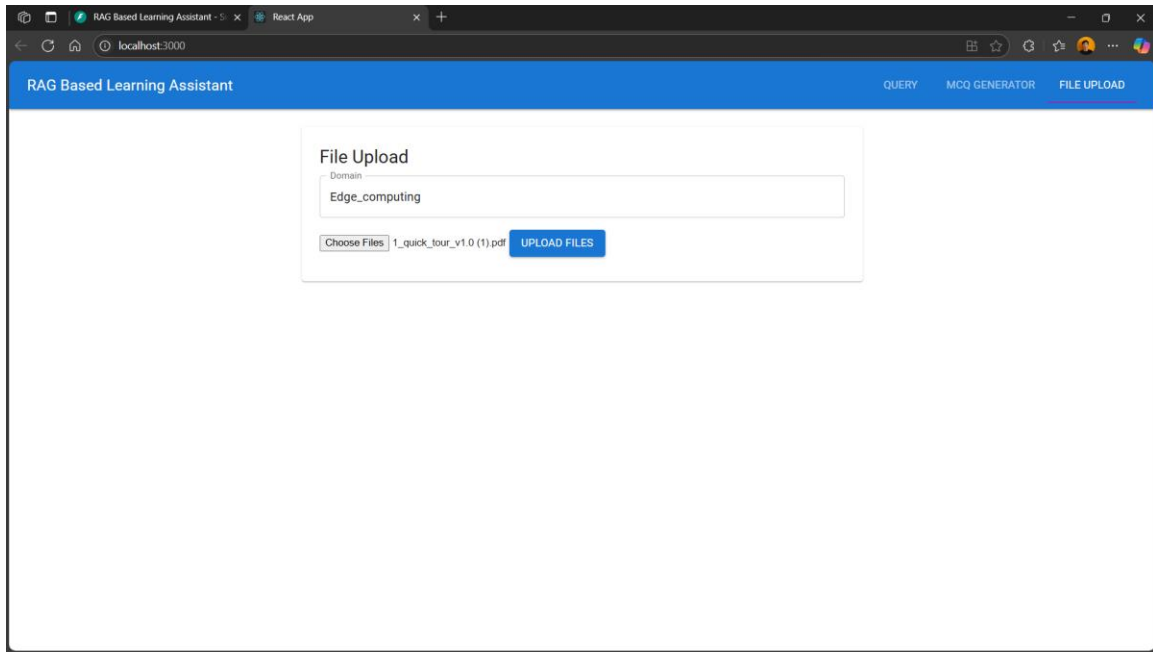 RAG Based Learning Assistant - S
React App
localhost:3000
RAG Based Learning Assistant
QUERY MCQ GENERATOR FILE UPLOAD
File Upload
Domain
Edge_computing
Choose Files 1_quick_tour_v1.0 (1).pdf UPLOAD FILES